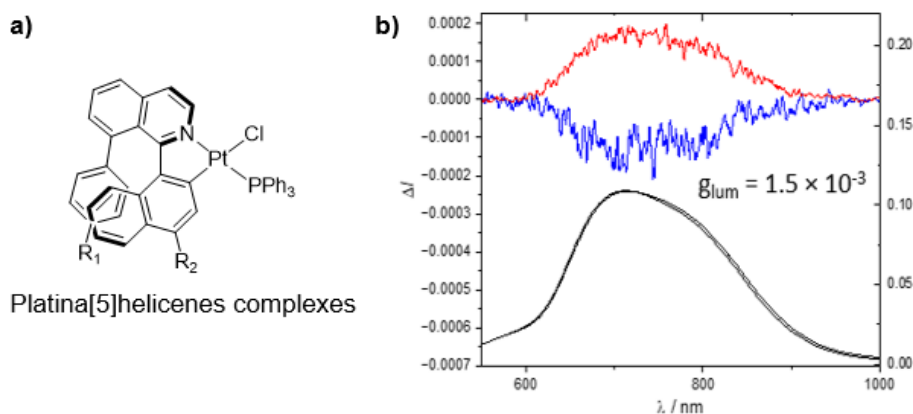 a)
N
Cl
Pt
PPh₃
R₁
R₂
Platina[5]helicenes complexes
b)
0.0002
0.0001
0.0000
−0.0001
−0.0002
−0.0003
−0.0004
−0.0005
−0.0006
−0.0007
ΔI
0.20
0.15
0.10
0.05
0.00
g_lum = 1.5 × 10⁻³
600
800
1000
λ / nm